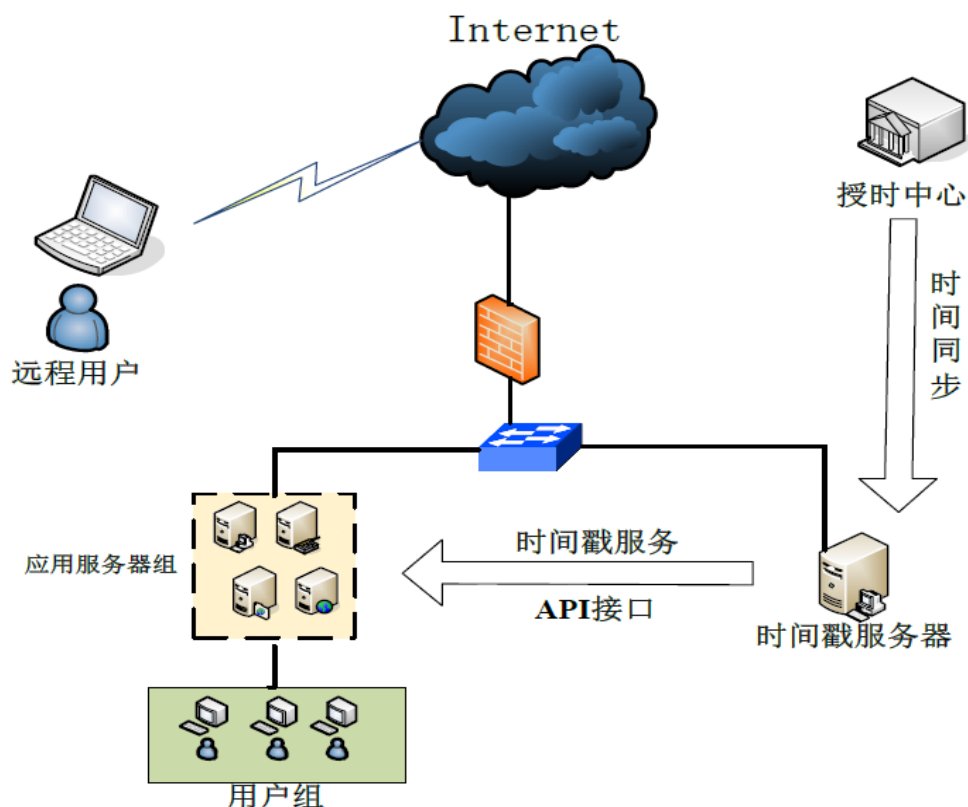 Internet
授时中心
时间同步
远程用户
应用服务器组
时间戳服务
API接口
时间戳服务器
用户组